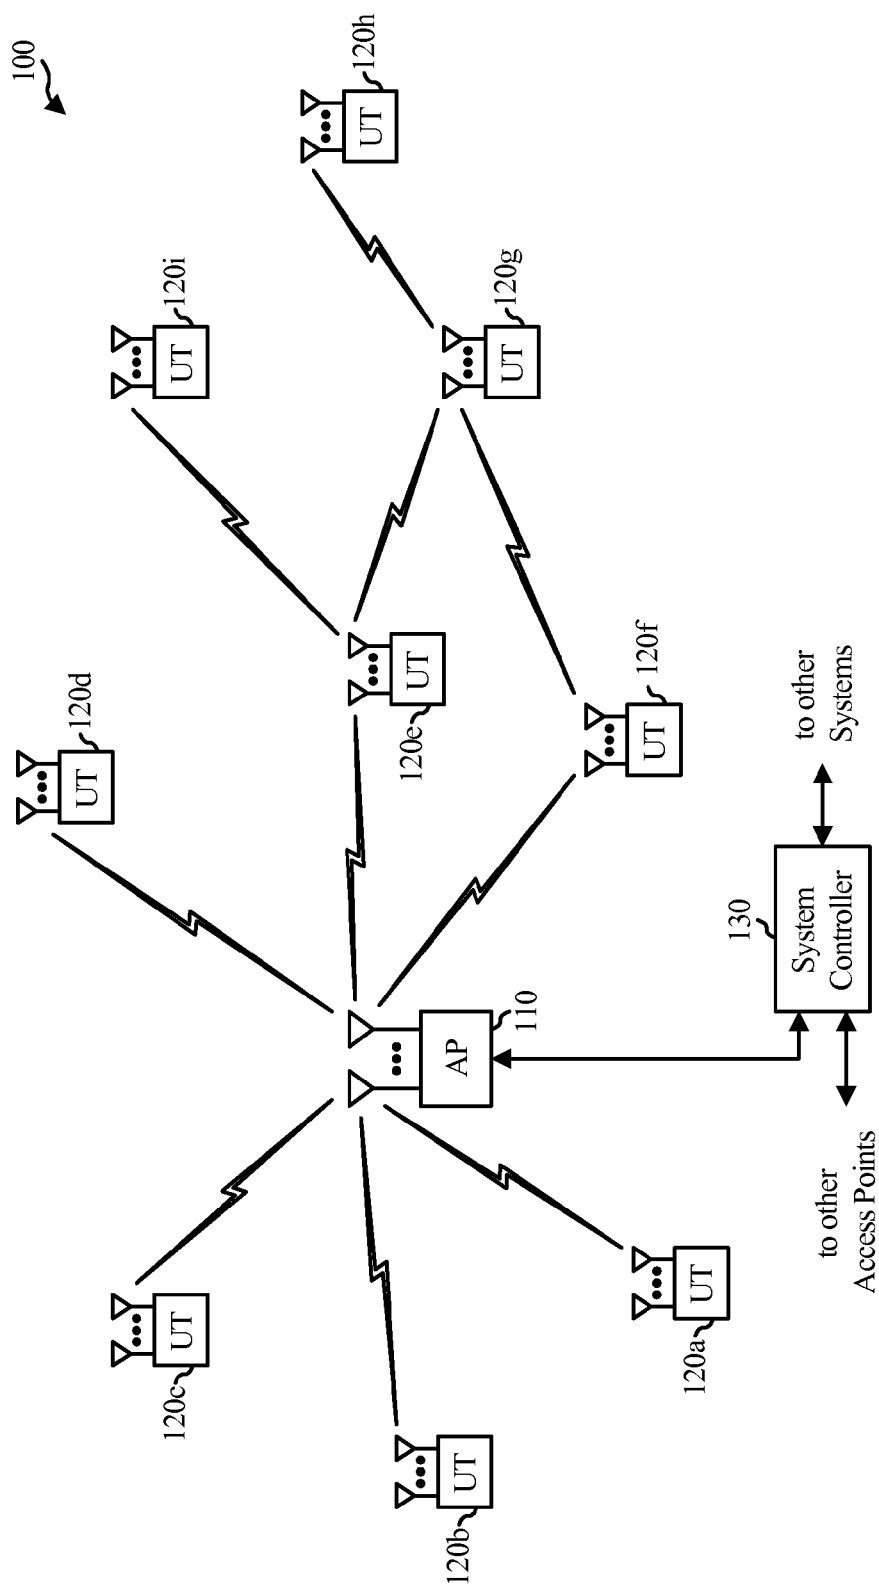 100
UT
120h
UT
120i
UT
120g
UT
120d
UT
120e
UT
120f
AP
110
UT
120c
UT
120b
UT
120a
130
System
Controller
to other
Systems
to other
Access Points